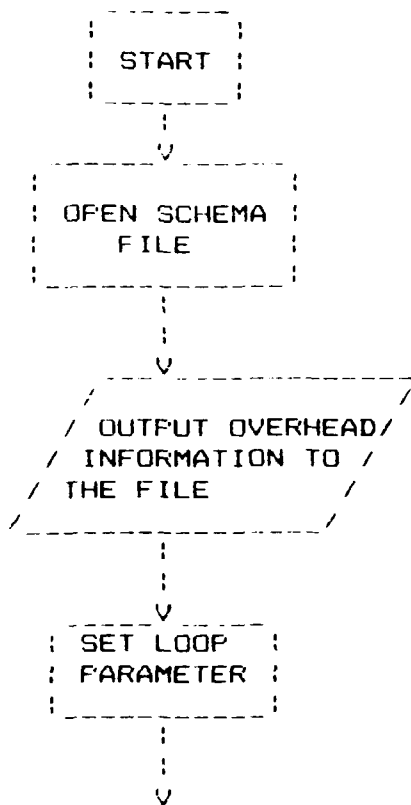 START
OPEN SCHEMA
FILE
OUTPUT OVERHEAD
INFORMATION TO
THE FILE
SET LOOP
PARAMETER